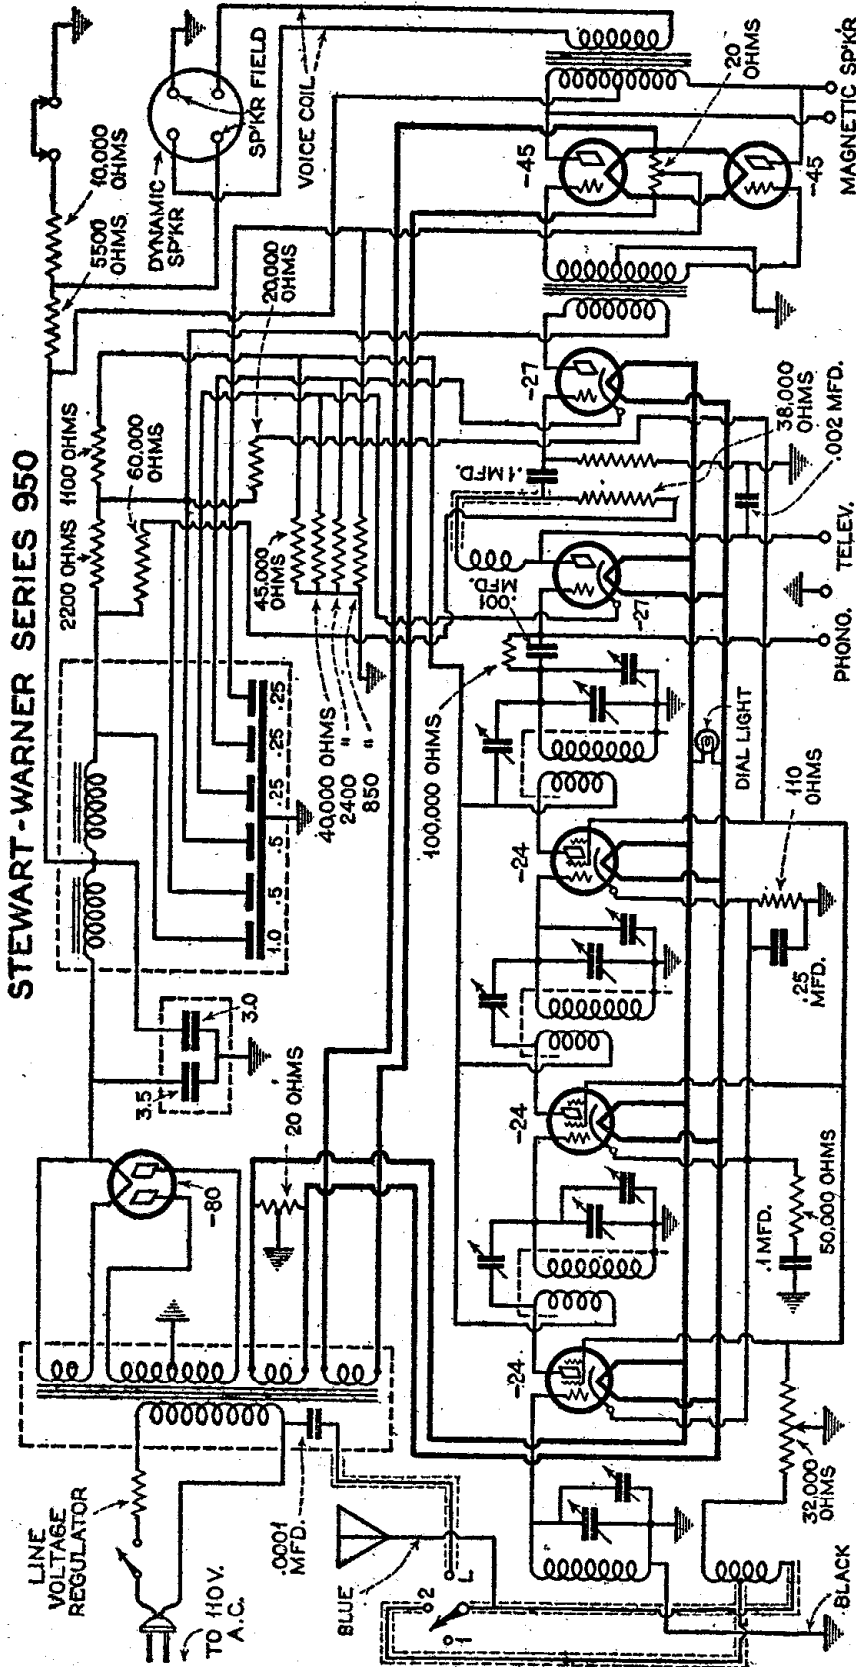 STEWART-WARNER SERIES 950
LINE
VOLTAGE
REGULATOR
TO 110V.
A.C.
.0001
MFD.
BLUE
1
2
L
BLACK
-80
20 OHMS
3.5
3.0
1.0
.5
.5
.25
.25
.25
2200 OHMS
1100 OHMS
60,000
OHMS
5500
OHMS
10,000
OHMS
DYNAMIC
SP'KR
SP'KR FIELD
VOICE COIL
20,000
OHMS
45,000
OHMS
40,000 OHMS
2400 "
850 "
100,000 OHMS
.001
MFD.
.1 MFD.
-24
-24
-24
-27
-27
-45
-45
20
OHMS
38,000
OHMS
.002 MFD.
MAGNETIC SP'KR
TELEV.
PHONO.
DIAL LIGHT
110
OHMS
.25
MFD.
.1 MFD.
50,000 OHMS
32,000
OHMS